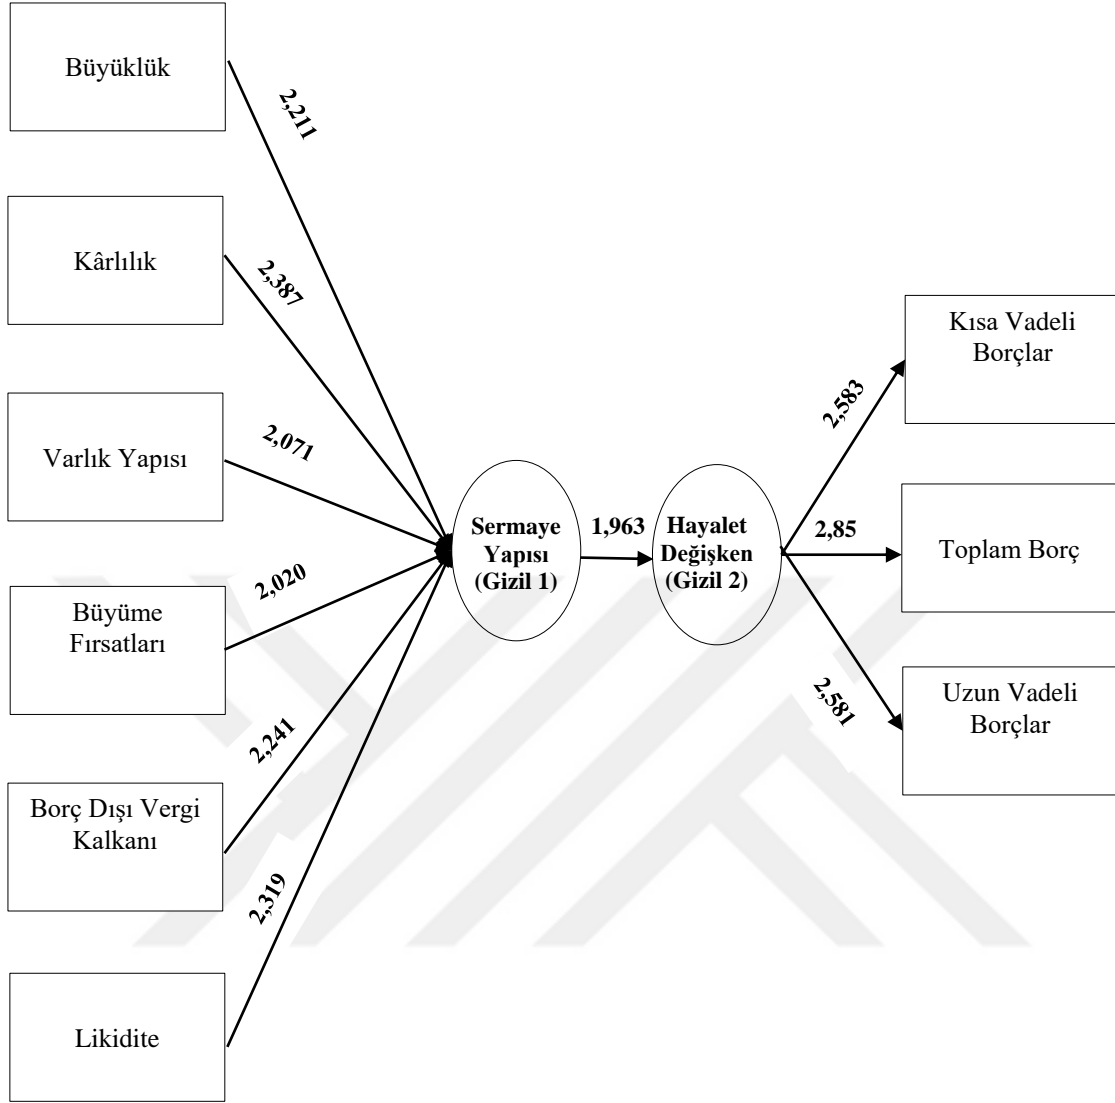 Büyüklük
2,211
Kârlılık
2,387
Varlık Yapısı
2,071
Büyüme
Fırsatları
2,020
Borç Dışı Vergi
Kalkanı
2,241
Likidite
2,319
Sermaye
Yapısı
(Gizil 1)
1,963
Hayalet
Değişken
(Gizil 2)
2,583
Kısa Vadeli
Borçlar
2,85
Toplam Borç
2,581
Uzun Vadeli
Borçlar